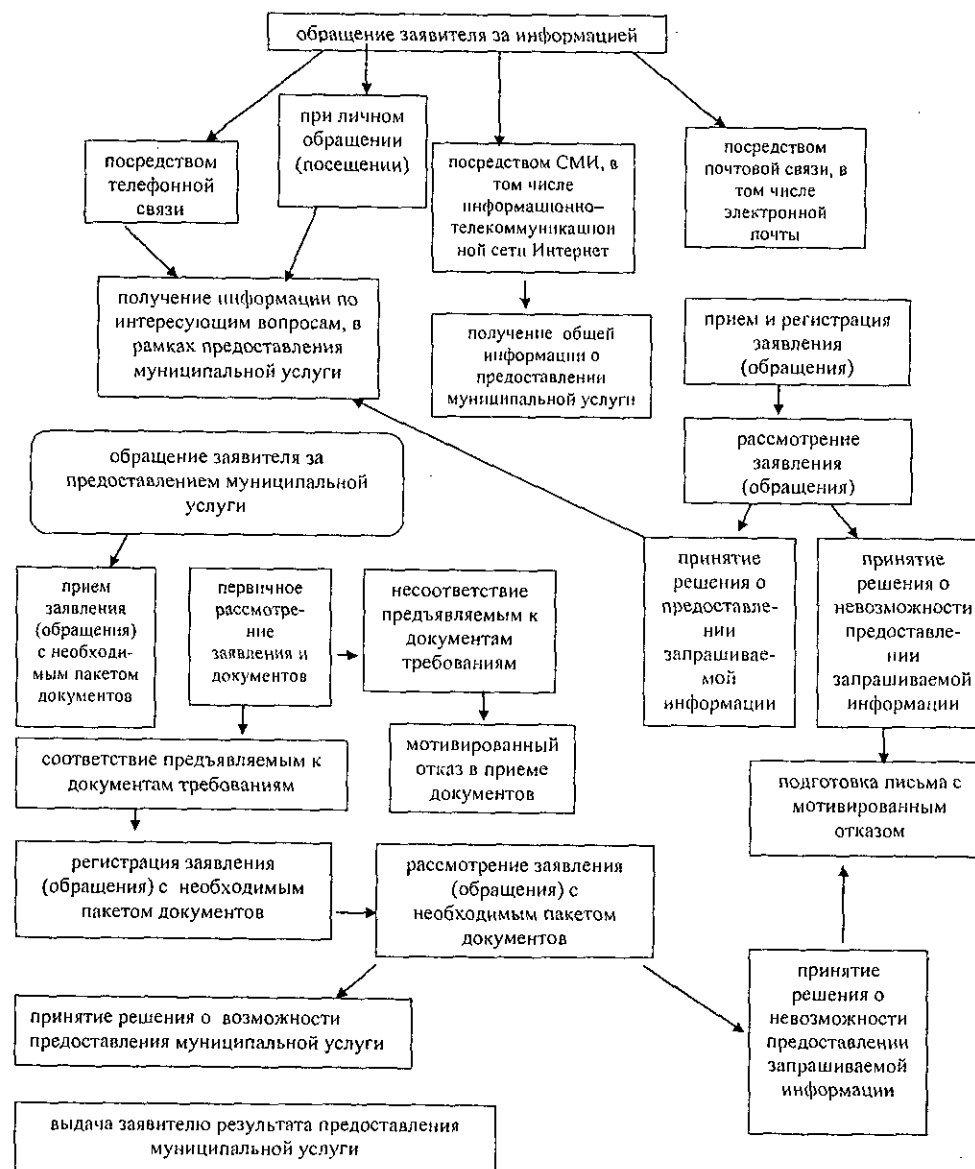 обращение заявителя за информацией
посредством
телефонной
связи
при личном
обращении
(посещении)
посредством СМИ, в
том числе
информационно–
телекоммуникацион
ной сети Интернет
посредством
почтовой связи, в
том числе
электронной
почты
получение информации по
интересующим вопросам, в
рамках предоставления
муниципальной услуги
получение общей
информации о
предоставлении
муниципальной услуги
прием и регистрация
заявления
(обращения)
рассмотрение
заявления
(обращения)
обращение заявителя за
предоставлением муниципальной
услуги
прием
заявления
(обращения)
с необходи-
мым пакетом
документов
первичное
рассмотре-
ние
заявления и
документов
несоответствие
предъявляемым к
документам
требованиям
принятие
решения о
предоставле-
нии
запрашивае-
мой
информации
принятие
решения о
невозможности
предоставле-
нии
запрашиваемой
информации
соответствие предъявляемым к
документам требованиям
мотивированный
отказ в приеме
документов
подготовка письма с
мотивированным
отказом
регистрация заявления
(обращения) с необходимым
пакетом документов
рассмотрение заявления
(обращения) с
необходимым пакетом
документов
принятие решения о возможности
предоставления муниципальной услуги
принятие
решения о
невозможности
предоставлении
запрашиваемой
информации
выдача заявителю результата предоставления
муниципальной услуги